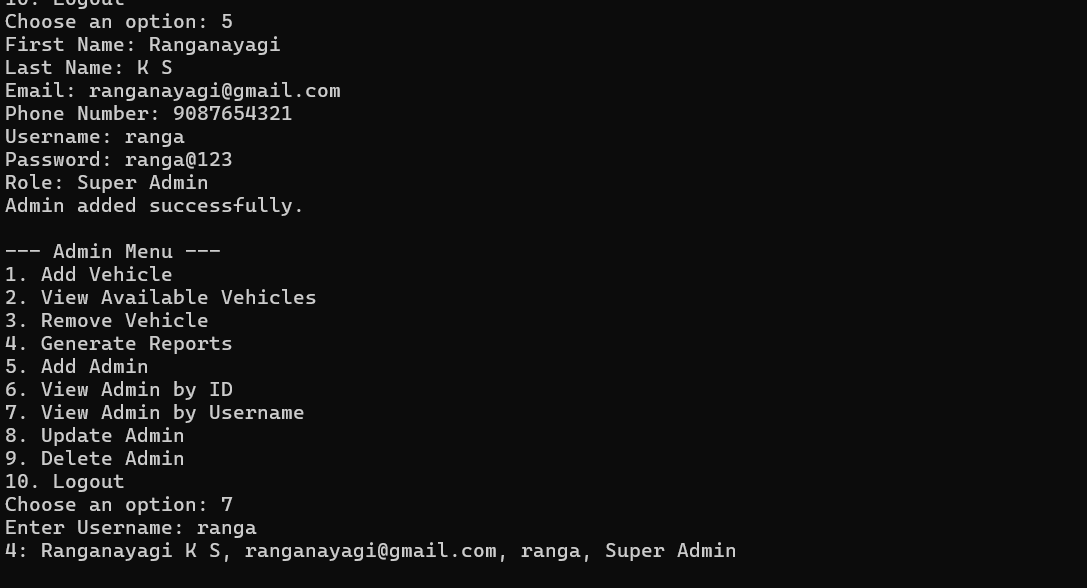 10. Logout
Choose an option: 5
First Name: Ranganayagi
Last Name: K S
Email: ranganayagi@gmail.com
Phone Number: 9087654321
Username: ranga
Password: ranga@123
Role: Super Admin
Admin added successfully.
--- Admin Menu ---
1. Add Vehicle
2. View Available Vehicles
3. Remove Vehicle
4. Generate Reports
5. Add Admin
6. View Admin by ID
7. View Admin by Username
8. Update Admin
9. Delete Admin
10. Logout
Choose an option: 7
Enter Username: ranga
4: Ranganayagi K S, ranganayagi@gmail.com, ranga, Super Admin